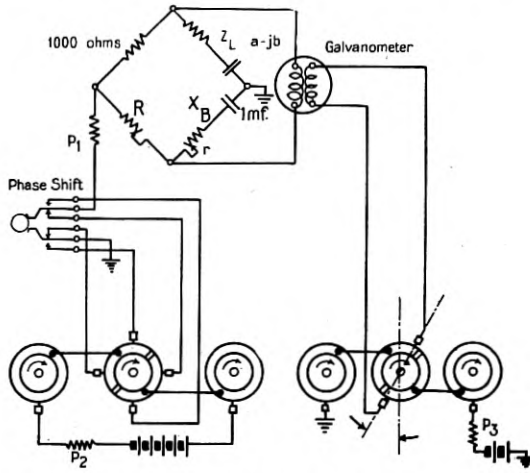 1000 ohms
Z_L a-jb
Galvanometer
R
X_B
1mf.
r
P_1
Phase Shift
P_2
P_3